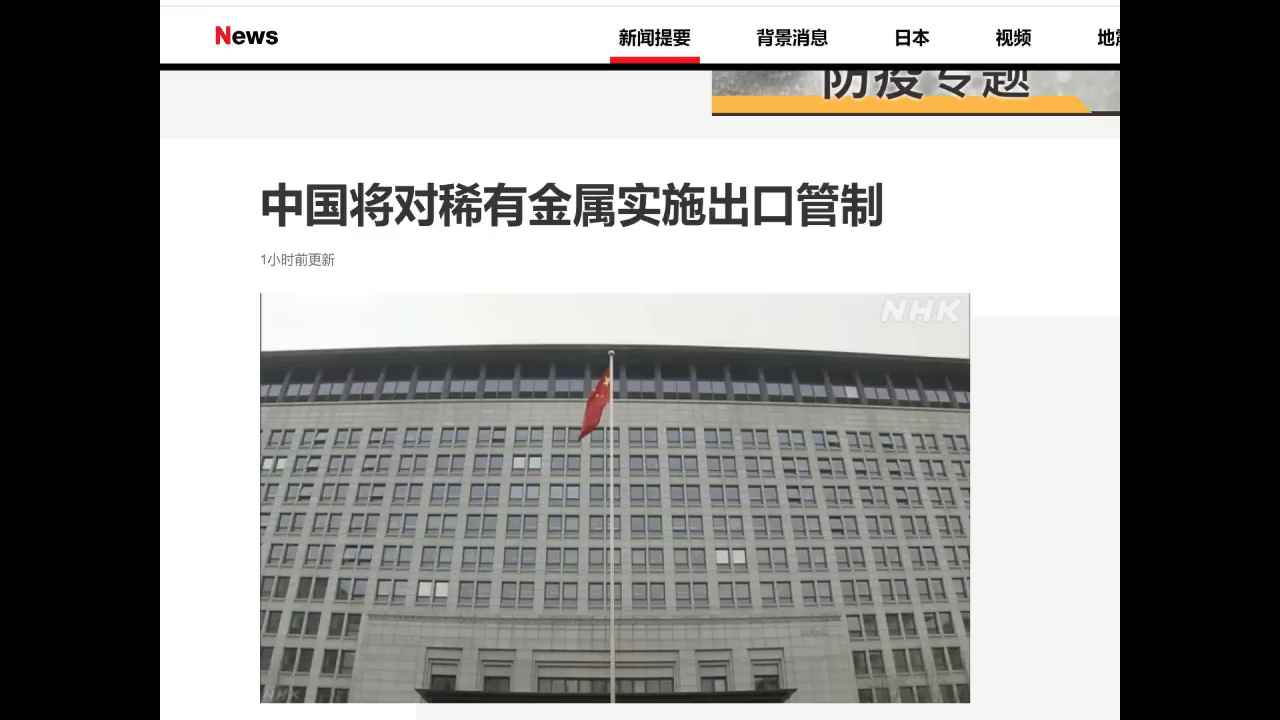 News
新闻提要
背景消息
日本
视频
地
防疫专题
中国将对稀有金属实施出口管制
1小时前更新
NHK
NHK